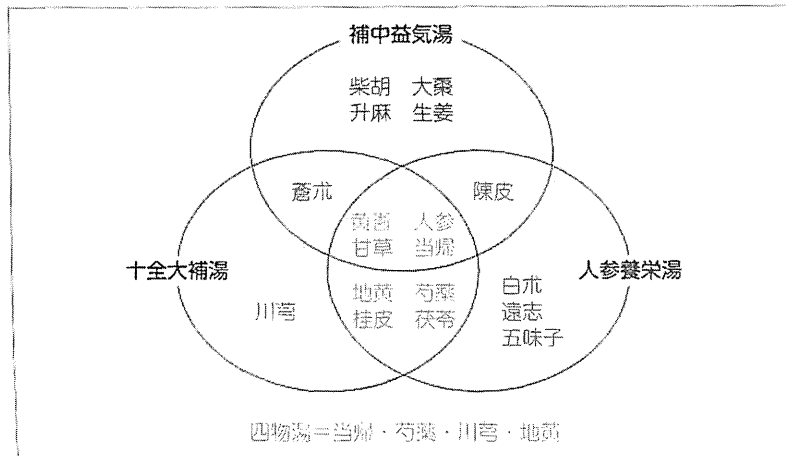 補中益気湯
柴胡 大棗
升麻 生姜
蒼朮
陳皮
黄耆 人参
甘草 当帰
十全大補湯
人参養栄湯
川芎
地黄 芍薬
桂皮 茯苓
白朮
遠志
五味子
四物湯=当帰・芍薬・川芎・地黄